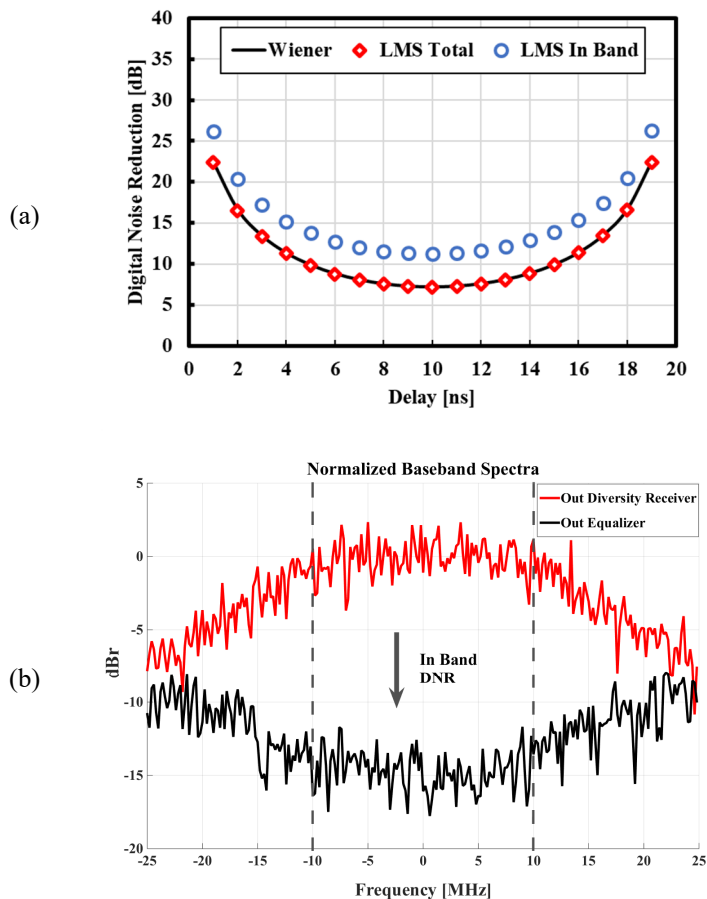 (a)
Digital Noise Reduction [dB]
40
35
30
25
20
15
10
5
0
Wiener LMS Total LMS In Band
0 2 4 6 8 10 12 14 16 18 20
Delay [ns]
(b)
Normalized Baseband Spectra
dBr
5
0
-5
-10
-15
-20
Out Diversity Receiver
Out Equalizer
In Band
DNR
-25 -20 -15 -10 -5 0 5 10 15 20 25
Frequency [MHz]